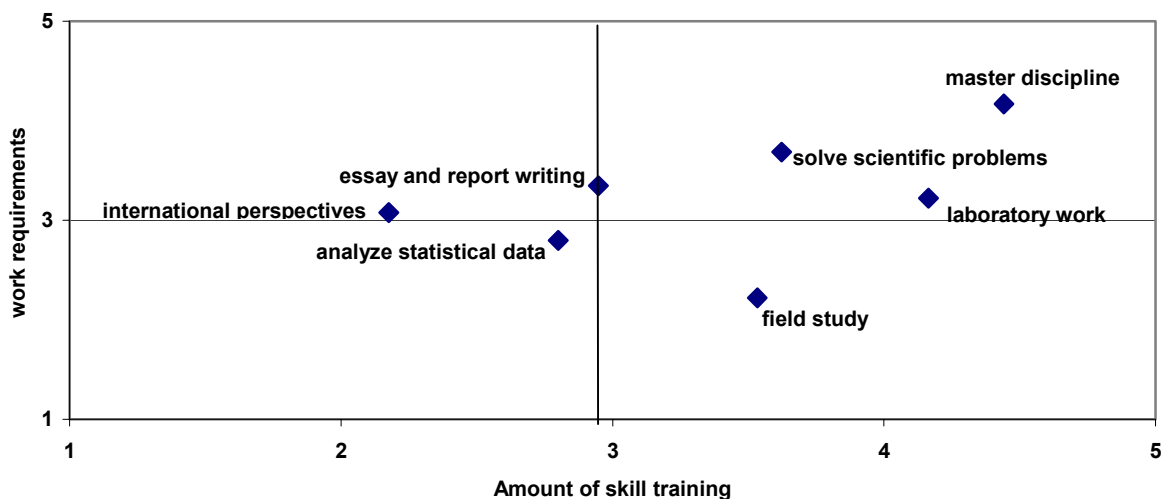 5
master discipline
solve scientific problems
essay and report writing
international perspectives
laboratory work
3
analyze statistical data
field study
work requirements
1
1 2 3 4 5
Amount of skill training